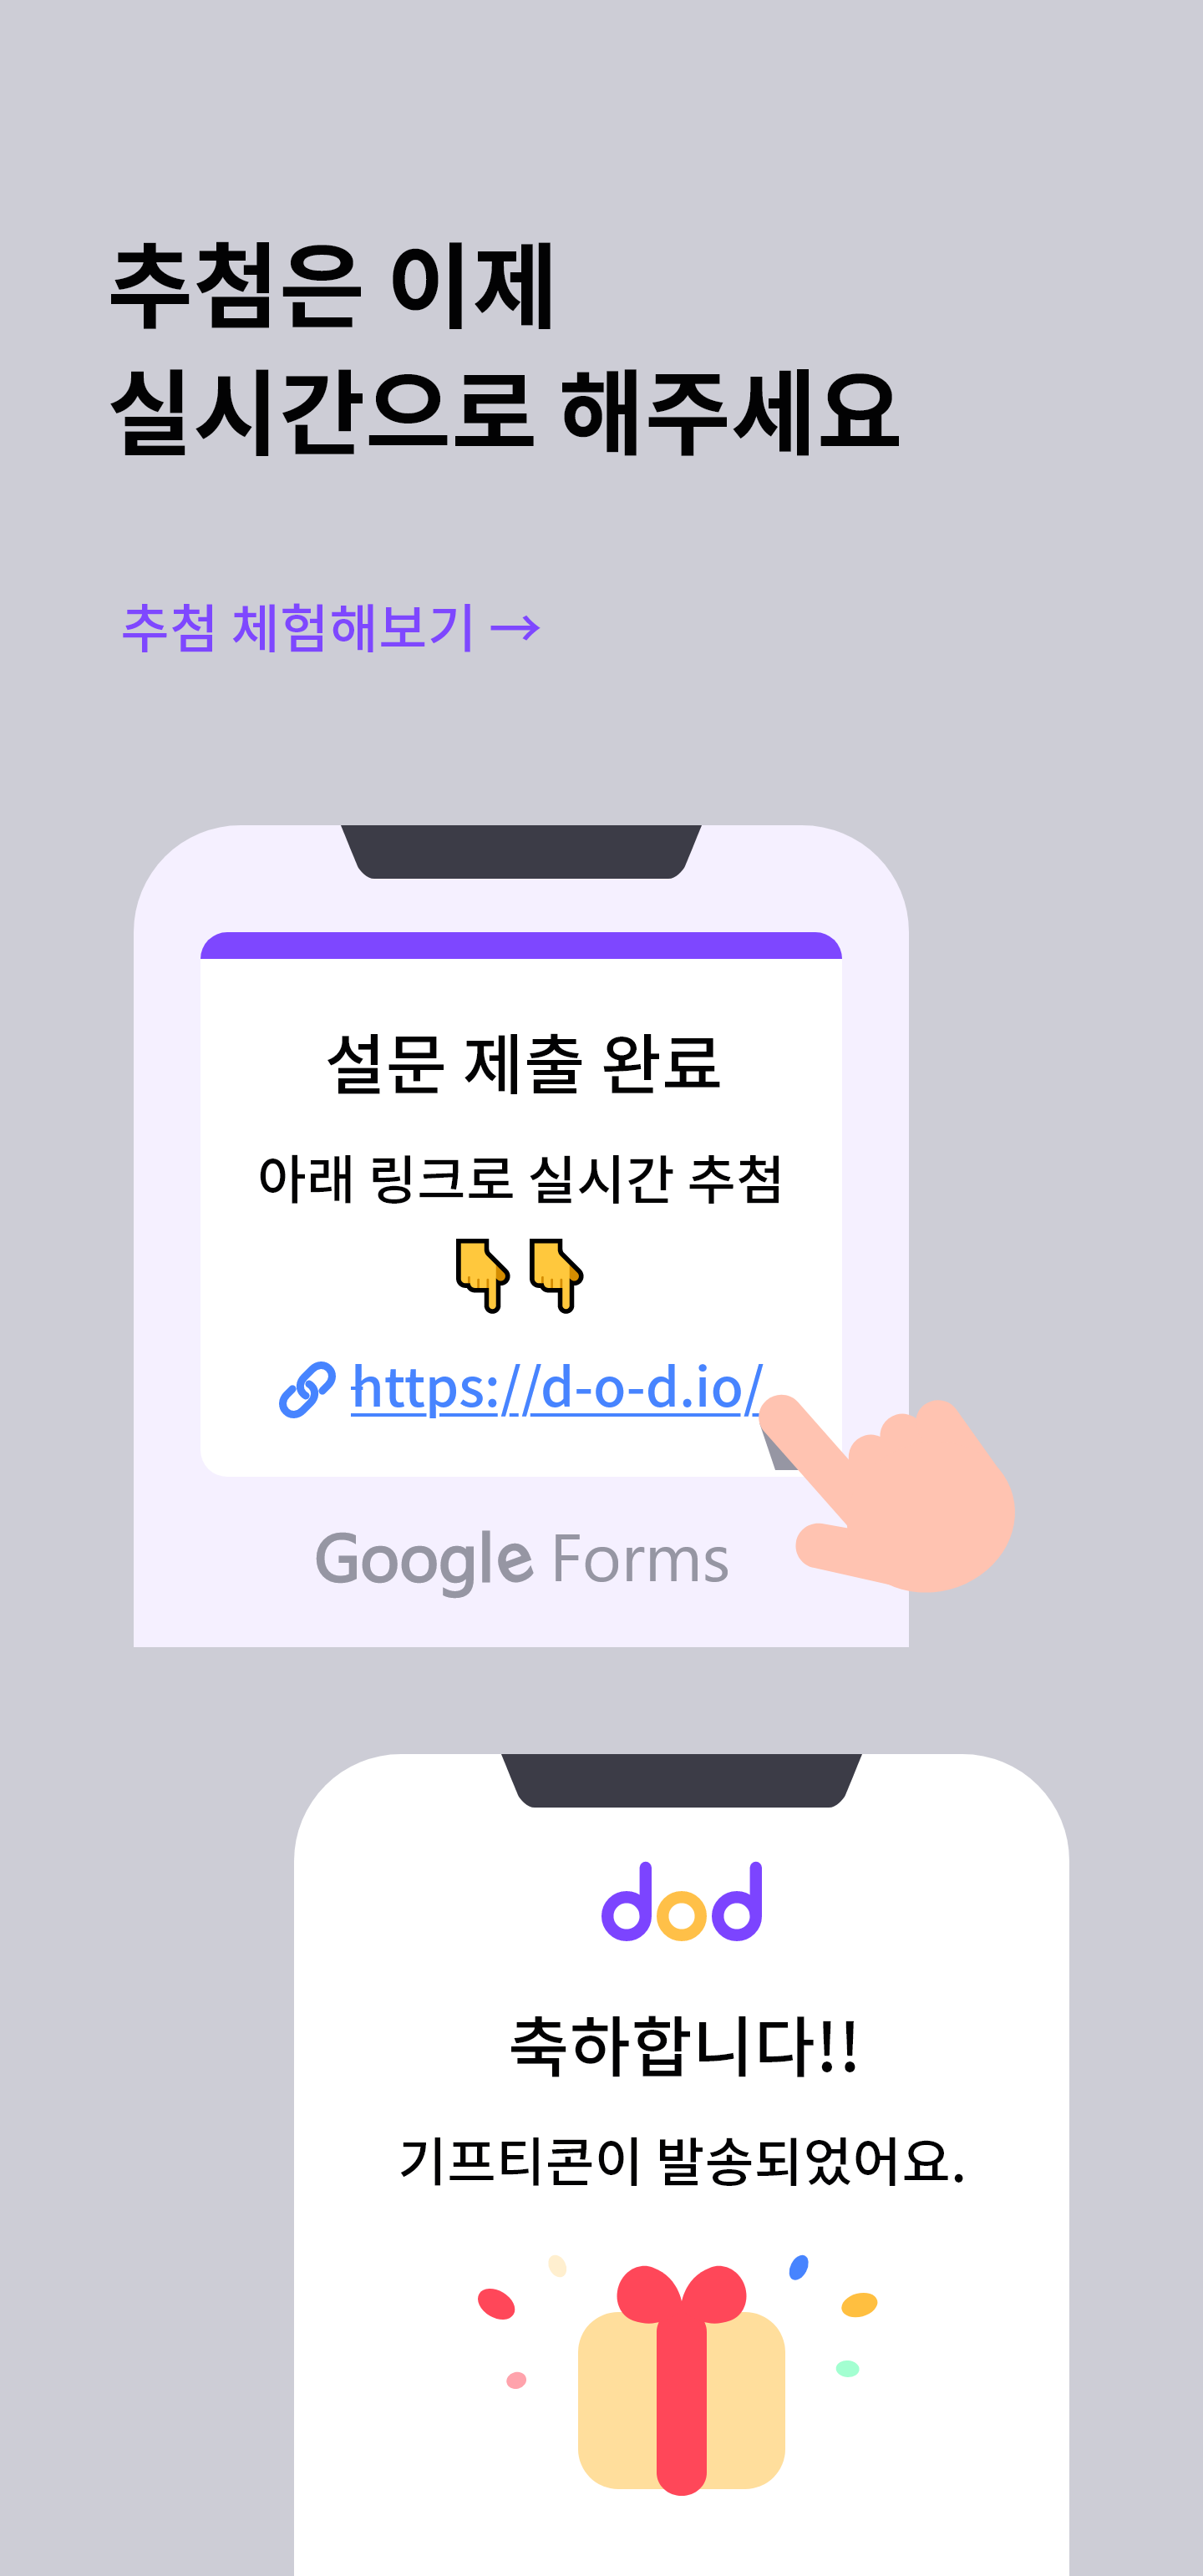 추첨은 이제
실시간으로 해주세요
추첨 체험해보기 →
설문 제출 완료
아래 링크로 실시간 추첨
👇👇
🔗 https://d-o-d.io/
Google Forms
dod
축하합니다!!
기프티콘이 발송되었어요.